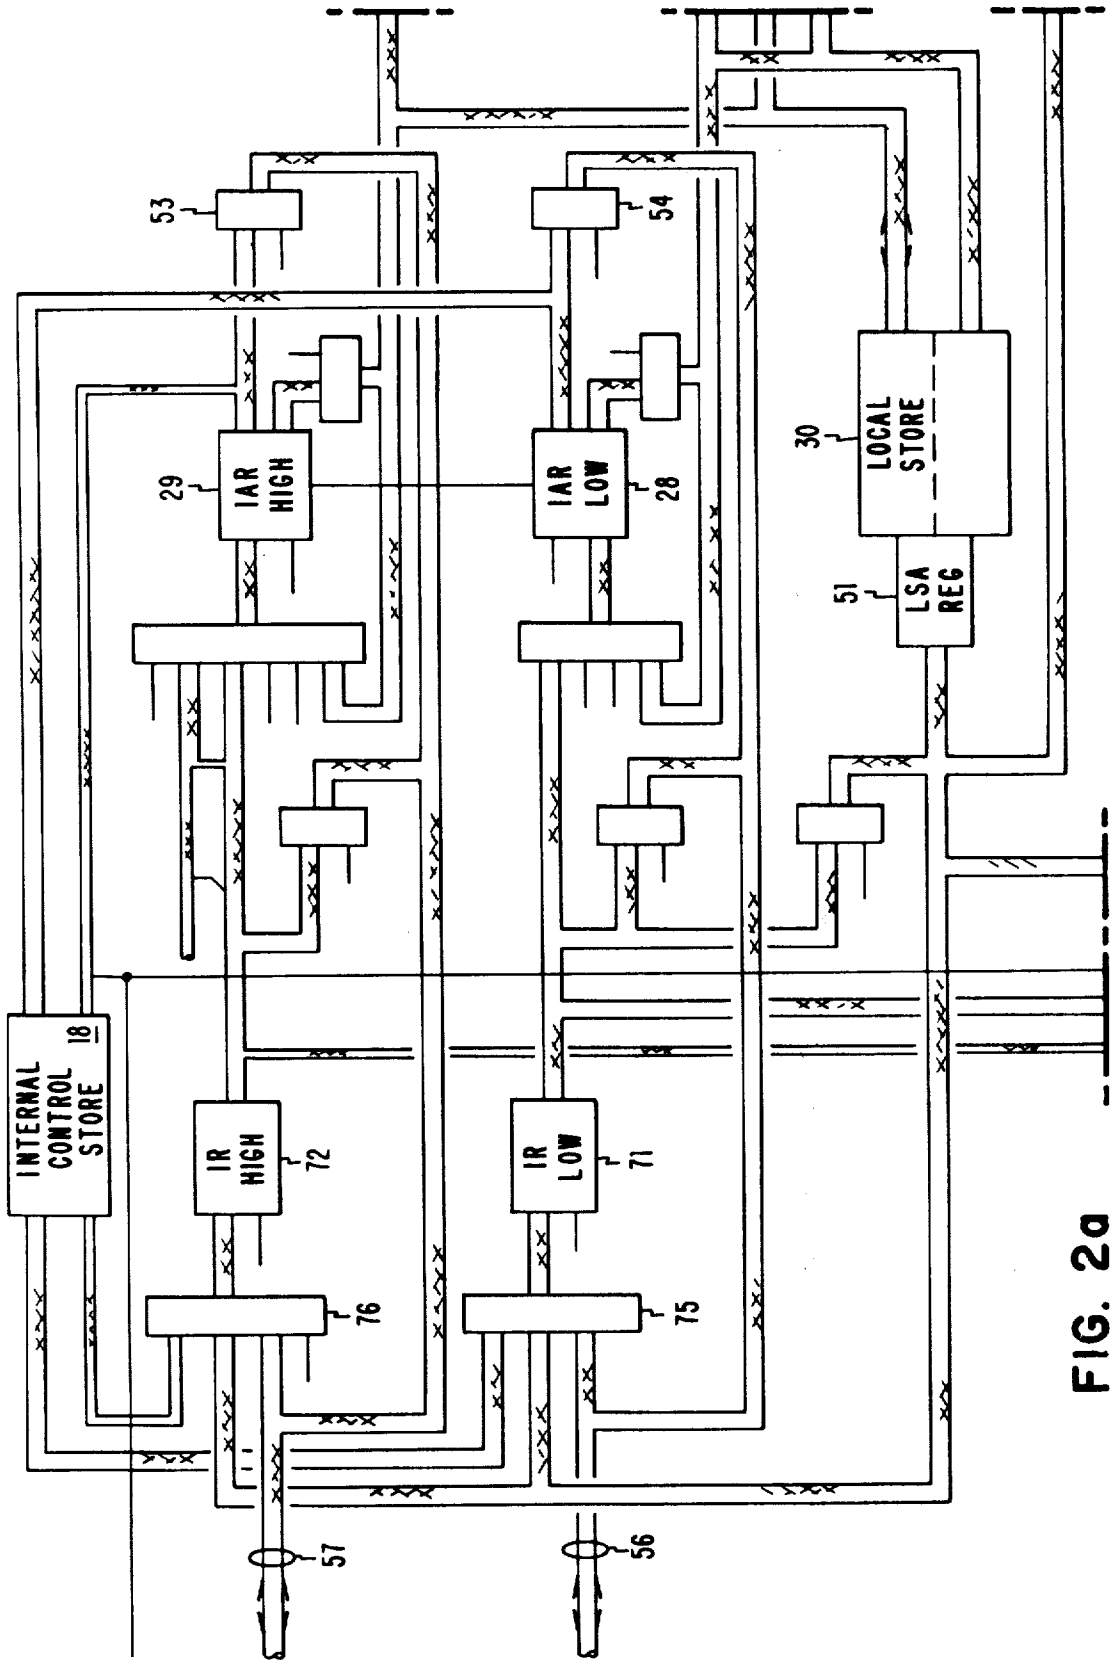 INTERNAL
CONTROL
STORE
18
IR
HIGH
72
76
57
IAR
HIGH
29
53
IR
LOW
71
75
56
IAR
LOW
28
54
LSA
REG
51
LOCAL
STORE
30
FIG. 2a